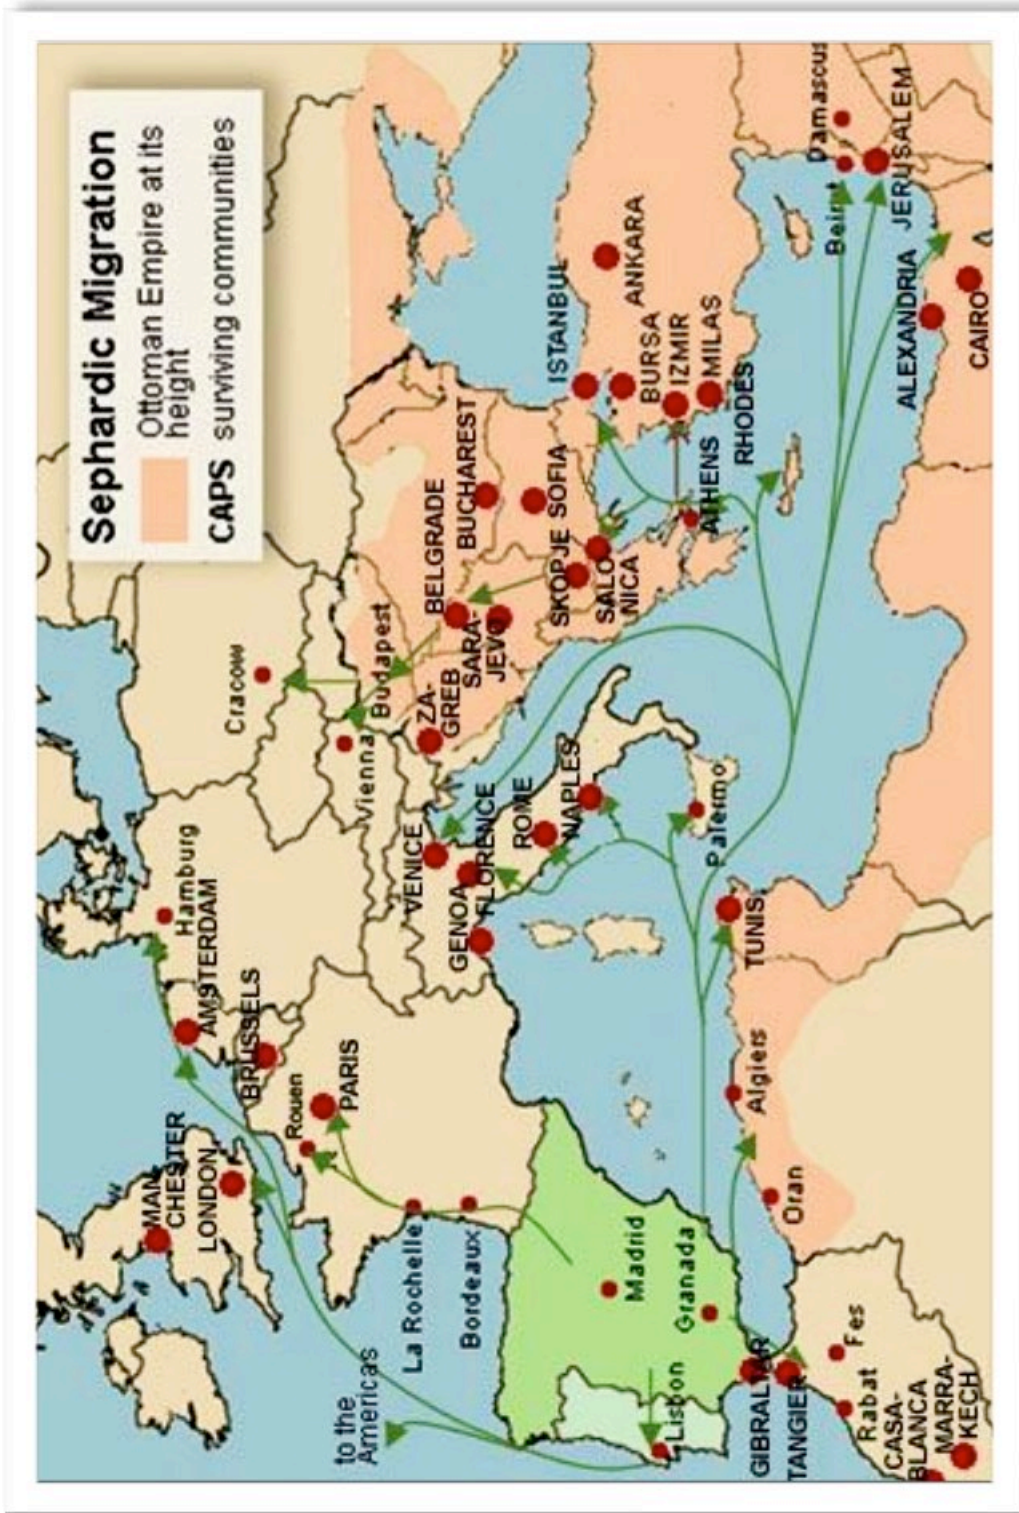 Sephardic Migration
Ottoman Empire at its
height
CAPS surviving communities
MAN-
CHESTER
LONDON
Hamburg
AMSTERDAM
BRUSSELS
Rouen
PARIS
to the
Americas
La Rochelle
Bordeaux
Cracow
Vienna
Budapest
ZA-
GREB
BELGRADE
SARA-
JEVO
BUCHAREST
SOFIA
SKOPJE
SALO-
NICA
VENICE
GENOA
FLORENCE
ROME
NAPLES
Palermo
ISTANBUL
ANKARA
BURSA
IZMIR
MILAS
RHODES
ATHENS
Madrid
Granada
Lisbon
GIBRALTAR
TANGIER
Fes
Rabat
CASA-
BLANCA
MARRA-
KECH
Oran
Algiers
TUNIS
Damascus
Beirut
JERUSALEM
ALEXANDRIA
CAIRO